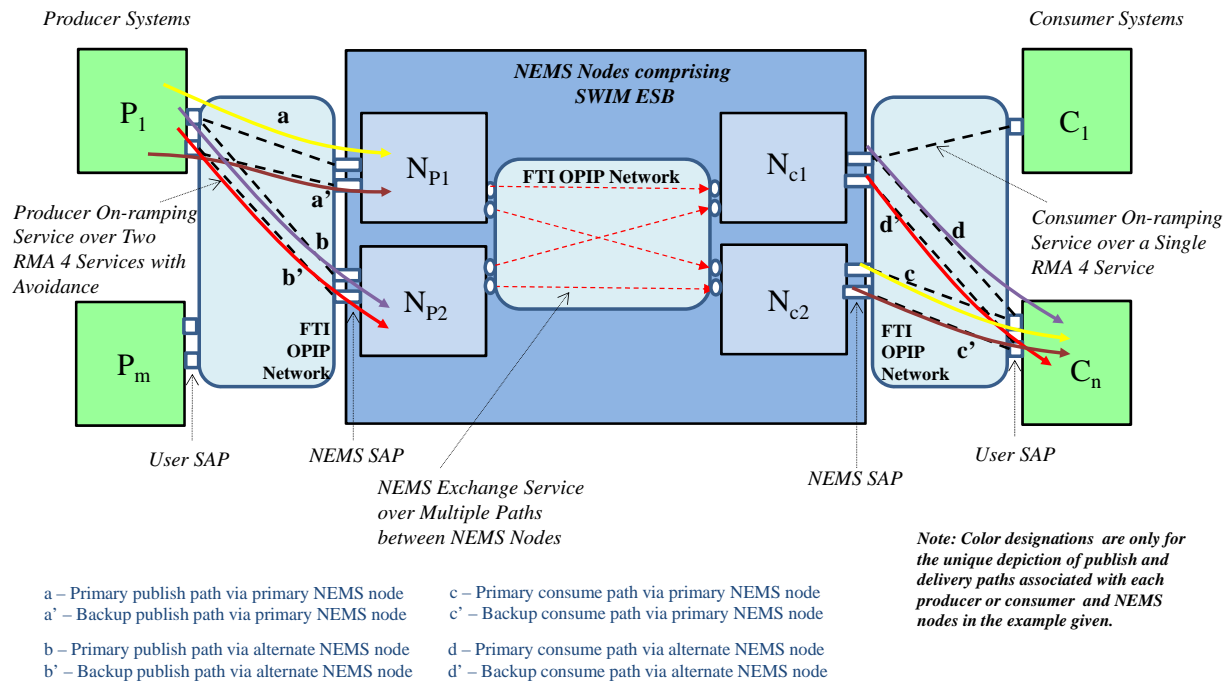 Producer Systems
Consumer Systems
NEMS Nodes comprising
SWIM ESB
P1
a
NP1
FTI OPIP Network
Nc1
C1
a’
Producer On-ramping
Service over Two
RMA 4 Services with
Avoidance
b
b’
NP2
Nc2
d’
d
c
c’
Consumer On-ramping
Service over a Single
RMA 4 Service
Pm
FTI
OPIP
Network
FTI
OPIP
Network
Cn
User SAP
NEMS SAP
NEMS Exchange Service
over Multiple Paths
between NEMS Nodes
NEMS SAP
User SAP
Note: Color designations are only for
the unique depiction of publish and
delivery paths associated with each
producer or consumer and NEMS
nodes in the example given.
a – Primary publish path via primary NEMS node
a’ – Backup publish path via primary NEMS node
b – Primary publish path via alternate NEMS node
b’ – Backup publish path via alternate NEMS node
c – Primary consume path via primary NEMS node
c’ – Backup consume path via primary NEMS node
d – Primary consume path via alternate NEMS node
d’ – Backup consume path via alternate NEMS node